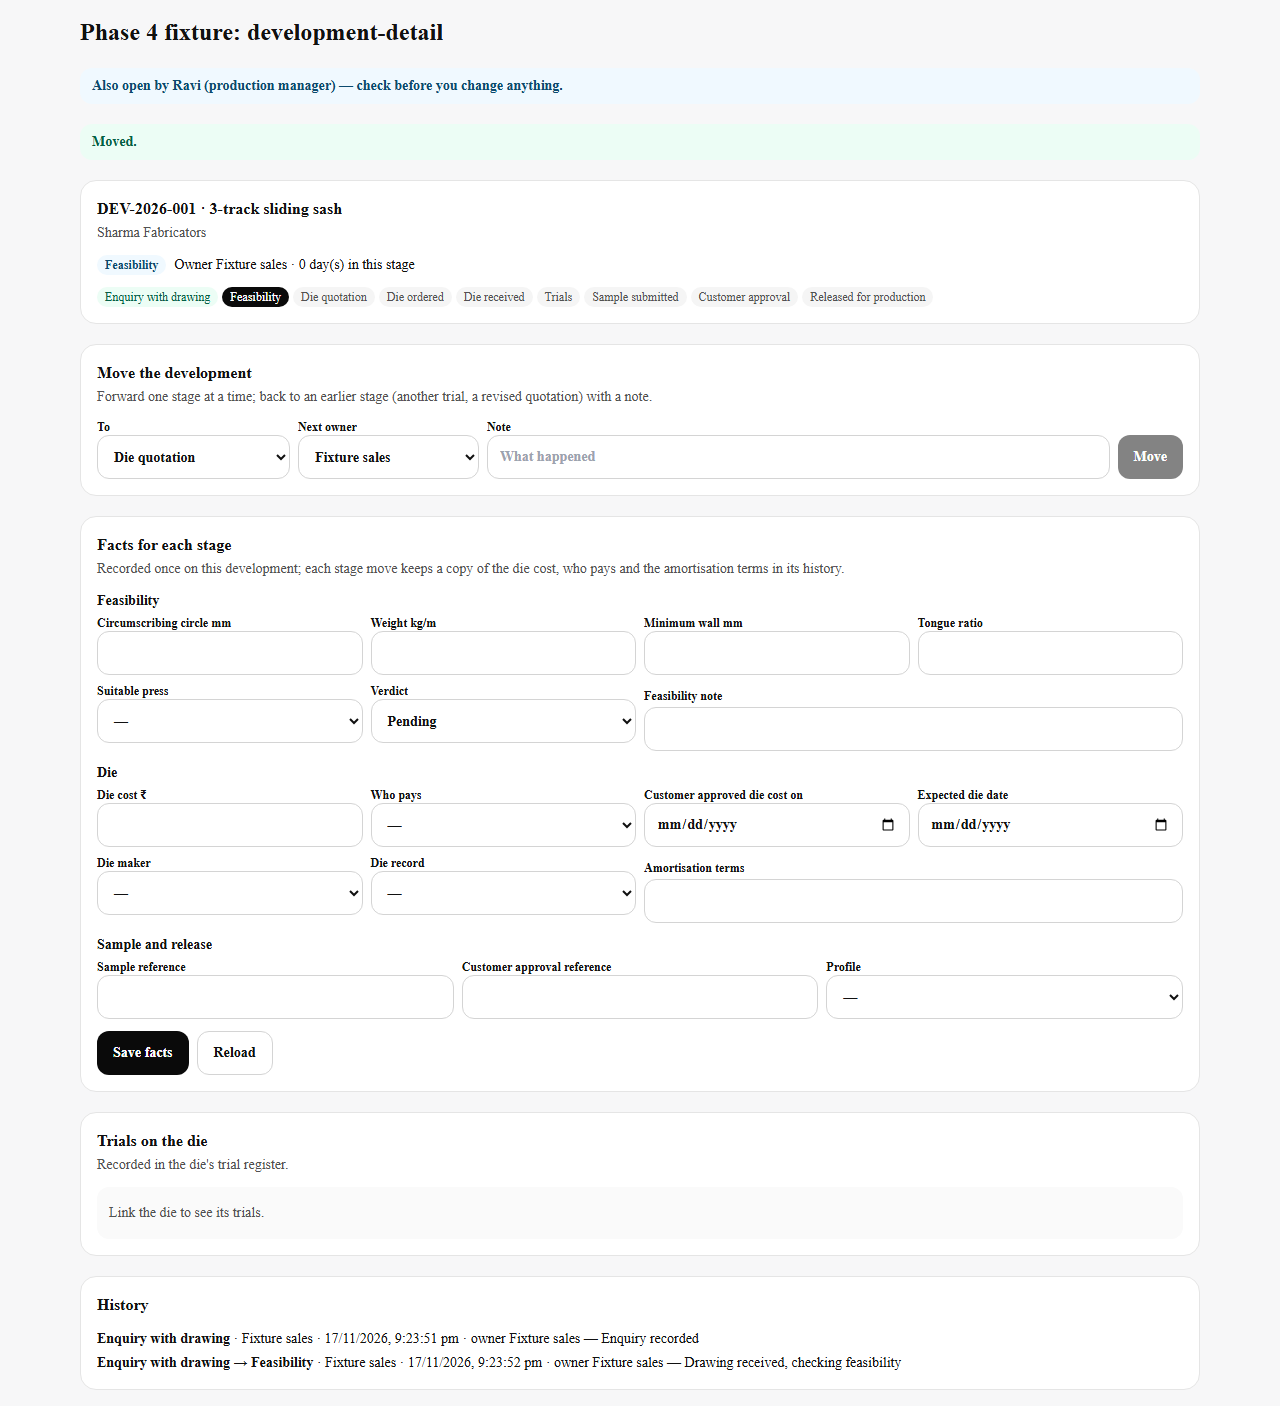 Phase 4 fixture: development-detail
Also open by Ravi (production manager) — check before you change anything.
Moved.
DEV-2026-001 · 3-track sliding sash
Sharma Fabricators
Feasibility Owner Fixture sales · 0 day(s) in this stage
Enquiry with drawing Feasibility Die quotation Die ordered Die received Trials Sample submitted Customer approval Released for production
Move the development
Forward one stage at a time; back to an earlier stage (another trial, a revised quotation) with a note.
To Next owner Note
Die quotation Fixture sales What happened Move
Facts for each stage
Recorded once on this development; each stage move keeps a copy of the die cost, who pays and the amortisation terms in its history.
Feasibility
Circumscribing circle mm Weight kg/m Minimum wall mm Tongue ratio
Suitable press Verdict Feasibility note
— Pending
Die
Die cost ₹ Who pays Customer approved die cost on Expected die date
— mm/dd/yyyy mm/dd/yyyy
Die maker Die record Amortisation terms
— —
Sample and release
Sample reference Customer approval reference Profile
—
Save facts Reload
Trials on the die
Recorded in the die's trial register.
Link the die to see its trials.
History
Enquiry with drawing · Fixture sales · 17/11/2026, 9:23:51 pm · owner Fixture sales — Enquiry recorded
Enquiry with drawing → Feasibility · Fixture sales · 17/11/2026, 9:23:52 pm · owner Fixture sales — Drawing received, checking feasibility